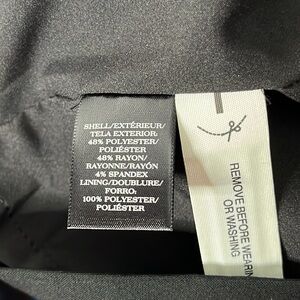 SHELL/EXTÉRIEUR/
TELA EXTERIOR:
48% POLYESTER/
POLIÉSTER
48% RAYON/
RAYONNE/RAYÓN
4% SPANDEX
LINING/DOUBLURE/
FORRO:
100% POLYESTER/
POLIÉSTER
REMOVE BEFORE WEARIN
OR WASHING